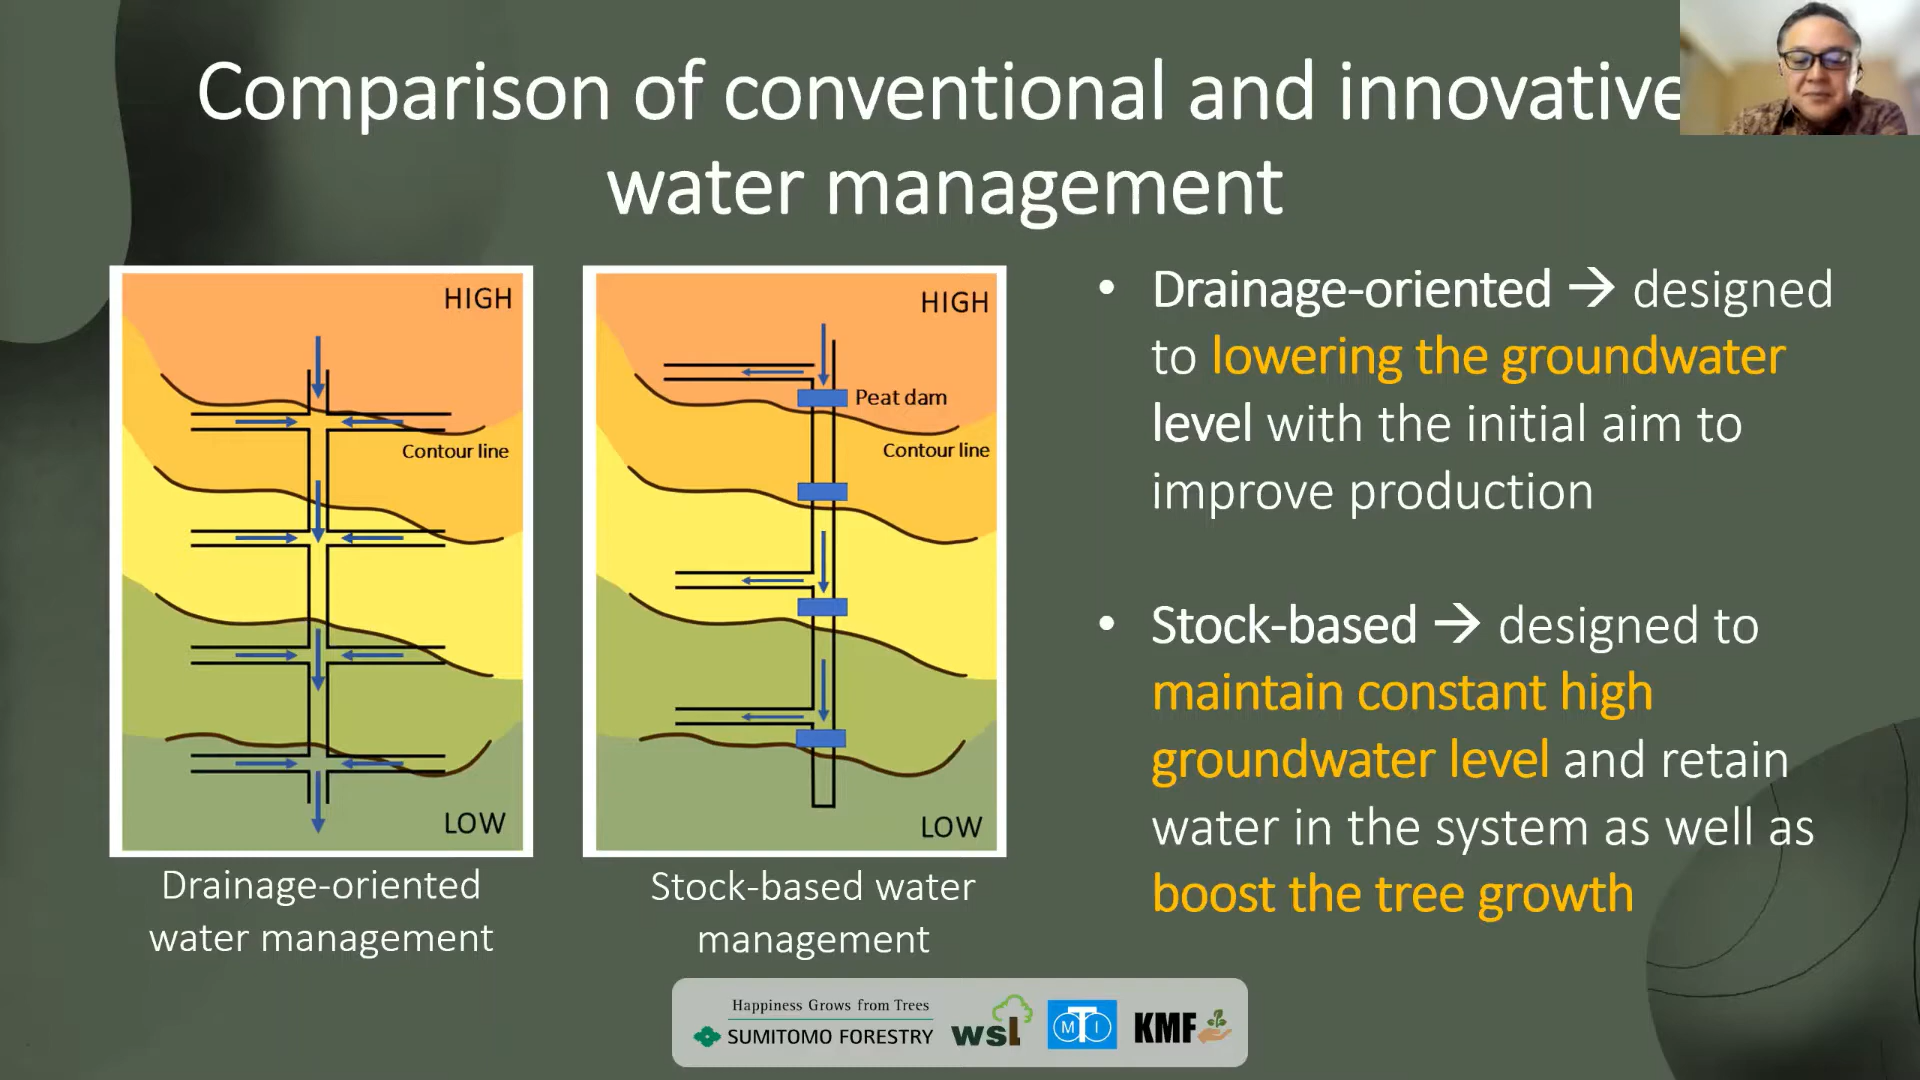 Comparison of conventional and innovative
water management
HIGH
Contour line
LOW
Drainage-oriented
water management
HIGH
Peat dam
Contour line
LOW
Stock-based water
management
• Drainage-oriented → designed
to lowering the groundwater
level with the initial aim to
improve production
• Stock-based → designed to
maintain constant high
groundwater level and retain
water in the system as well as
boost the tree growth
Happiness Grows from Trees
SUMITOMO FORESTRY
wsl
MTI
KMF